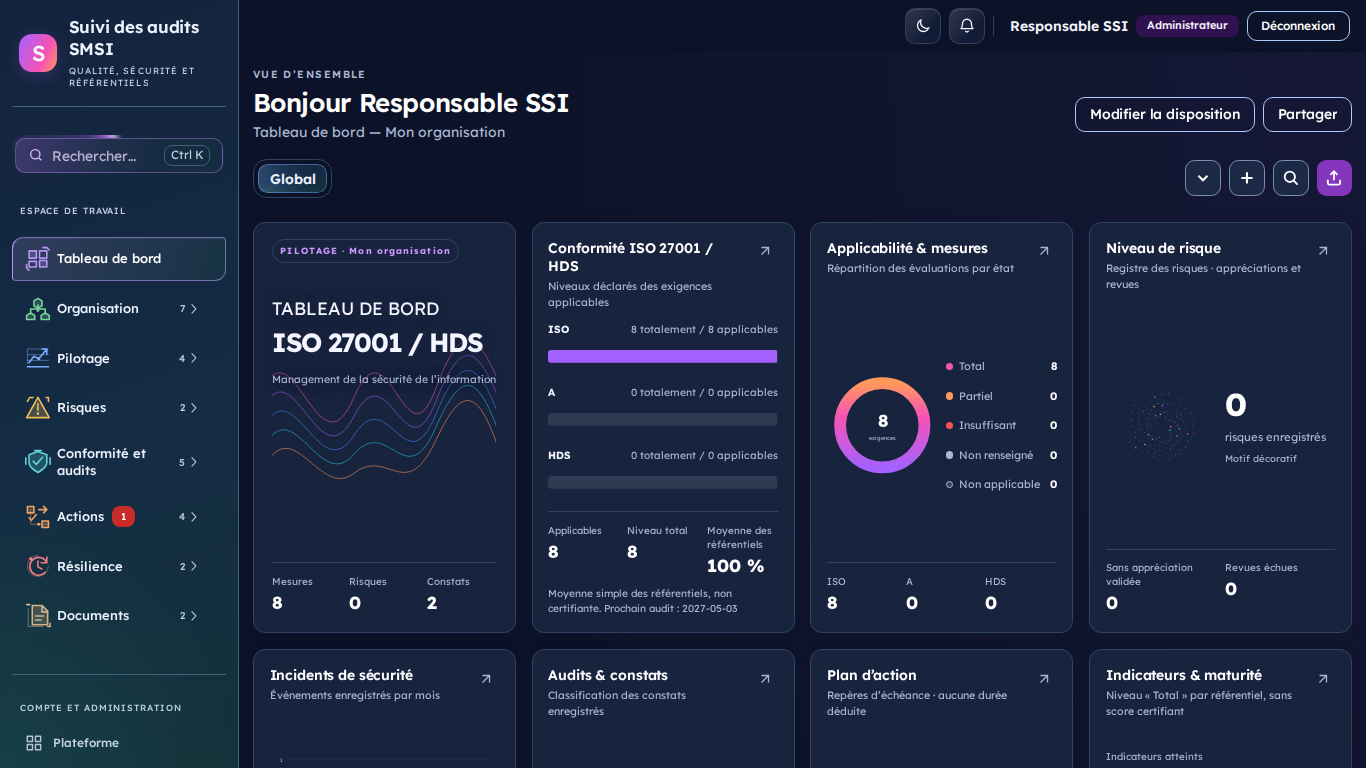 S
Suivi des audits
SMSI
QUALITÉ, SÉCURITÉ ET
RÉFÉRENTIELS
Rechercher...
Ctrl K
ESPACE DE TRAVAIL
Tableau de bord
Organisation
7
Pilotage
4
Risques
2
Conformité et
audits
5
Actions
1
4
Résilience
2
Documents
2
COMPTE ET ADMINISTRATION
Plateforme
Responsable SSI
Administrateur
Déconnexion
VUE D'ENSEMBLE
Bonjour Responsable SSI
Tableau de bord — Mon organisation
Modifier la disposition
Partager
Global
PILOTAGE · Mon organisation
TABLEAU DE BORD
ISO 27001 / HDS
Management de la sécurité de l'information
Mesures
8
Risques
0
Constats
2
Conformité ISO 27001 /
HDS
Niveaux déclarés des exigences
applicables
ISO
8 totalement / 8 applicables
A
0 totalement / 0 applicables
HDS
0 totalement / 0 applicables
Applicables
8
Niveau total
8
Moyenne des
référentiels
100 %
Moyenne simple des référentiels, non
certifiante. Prochain audit : 2027-05-03
Applicabilité & mesures
Répartition des évaluations par état
8
exigences
Total 8
Partiel 0
Insuffisant 0
Non renseigné 0
Non applicable 0
ISO
8
A
0
HDS
0
Niveau de risque
Registre des risques · appréciations et
revues
0
risques enregistrés
Motif décoratif
Sans appréciation
validée
0
Revues échues
0
Incidents de sécurité
Événements enregistrés par mois
1
Audits & constats
Classification des constats
enregistrés
Plan d'action
Repères d'échéance · aucune durée
déduite
Indicateurs & maturité
Niveau « Total » par référentiel, sans
score certifiant
Indicateurs atteints